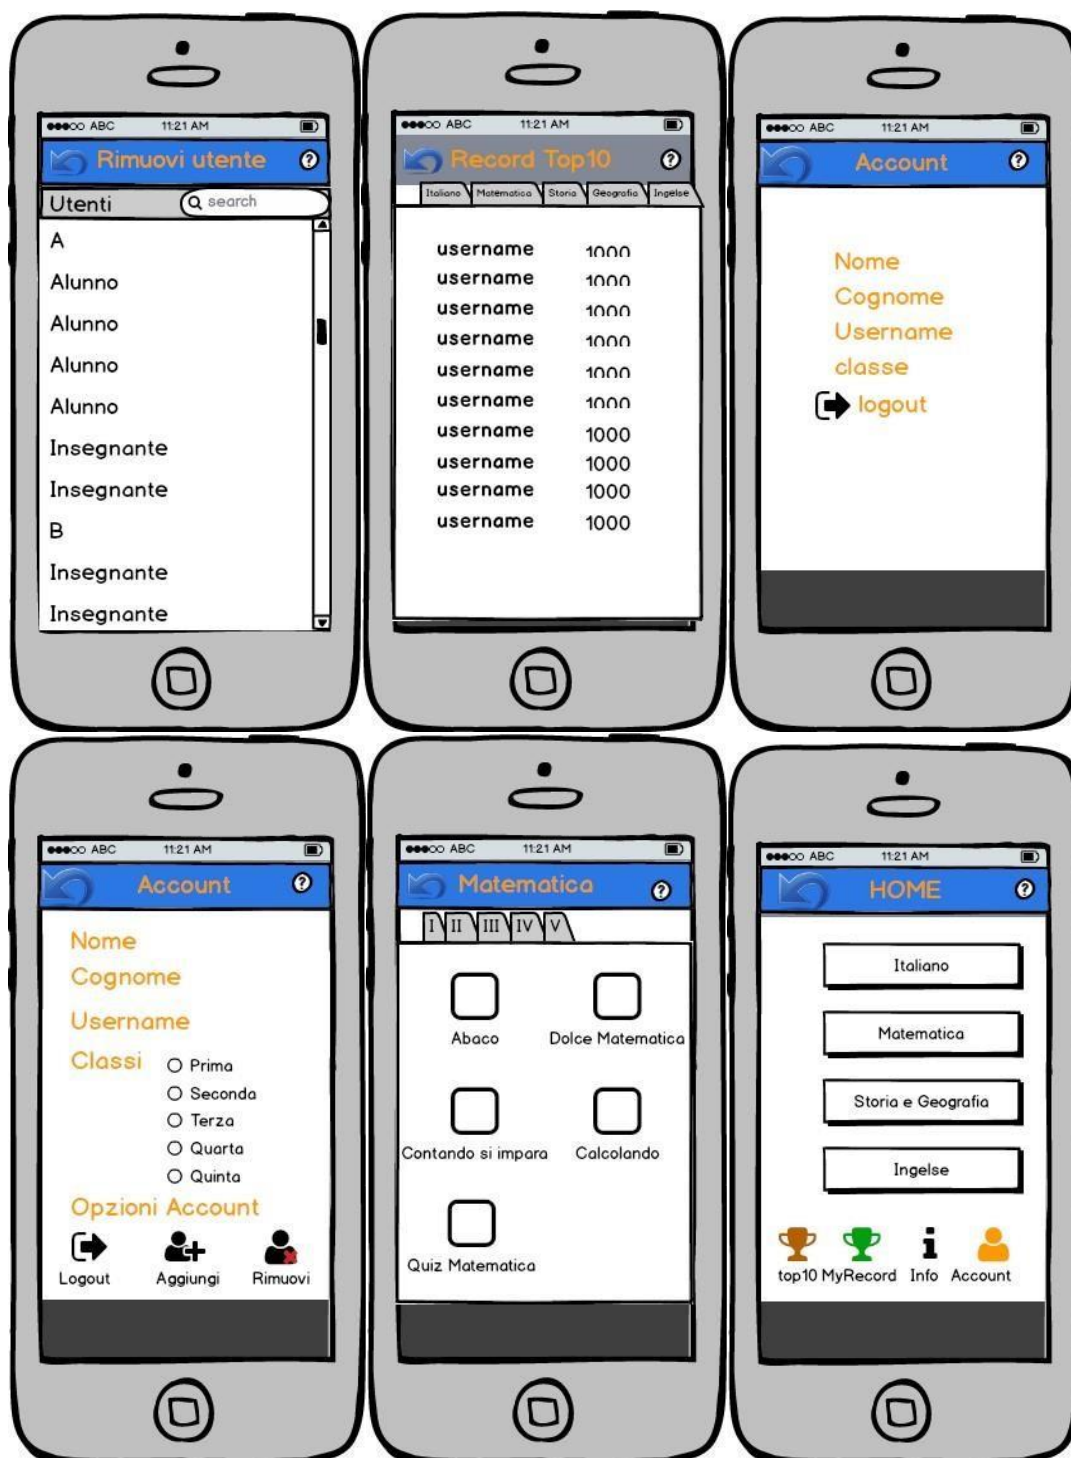 ABC 11:21 AM
Rimuovi utente ?
Utenti search
A
Alunno
Alunno
Alunno
Alunno
Insegnante
Insegnante
B
Insegnante
Insegnante
ABC 11:21 AM
Record Top10 ?
Italiano Matematica Storia Geografia Ingelse
username 1000
username 1000
username 1000
username 1000
username 1000
username 1000
username 1000
username 1000
username 1000
username 1000
ABC 11:21 AM
Account ?
Nome
Cognome
Username
classe
logout
ABC 11:21 AM
Account ?
Nome
Cognome
Username
Classi
Prima
Seconda
Terza
Quarta
Quinta
Opzioni Account
Logout Aggiungi Rimuovi
ABC 11:21 AM
Matematica ?
I II III IV V
Abaco Dolce Matematica
Contando si impara Calcolando
Quiz Matematica
ABC 11:21 AM
HOME ?
Italiano
Matematica
Storia e Geografia
Ingelse
top10 MyRecord Info Account